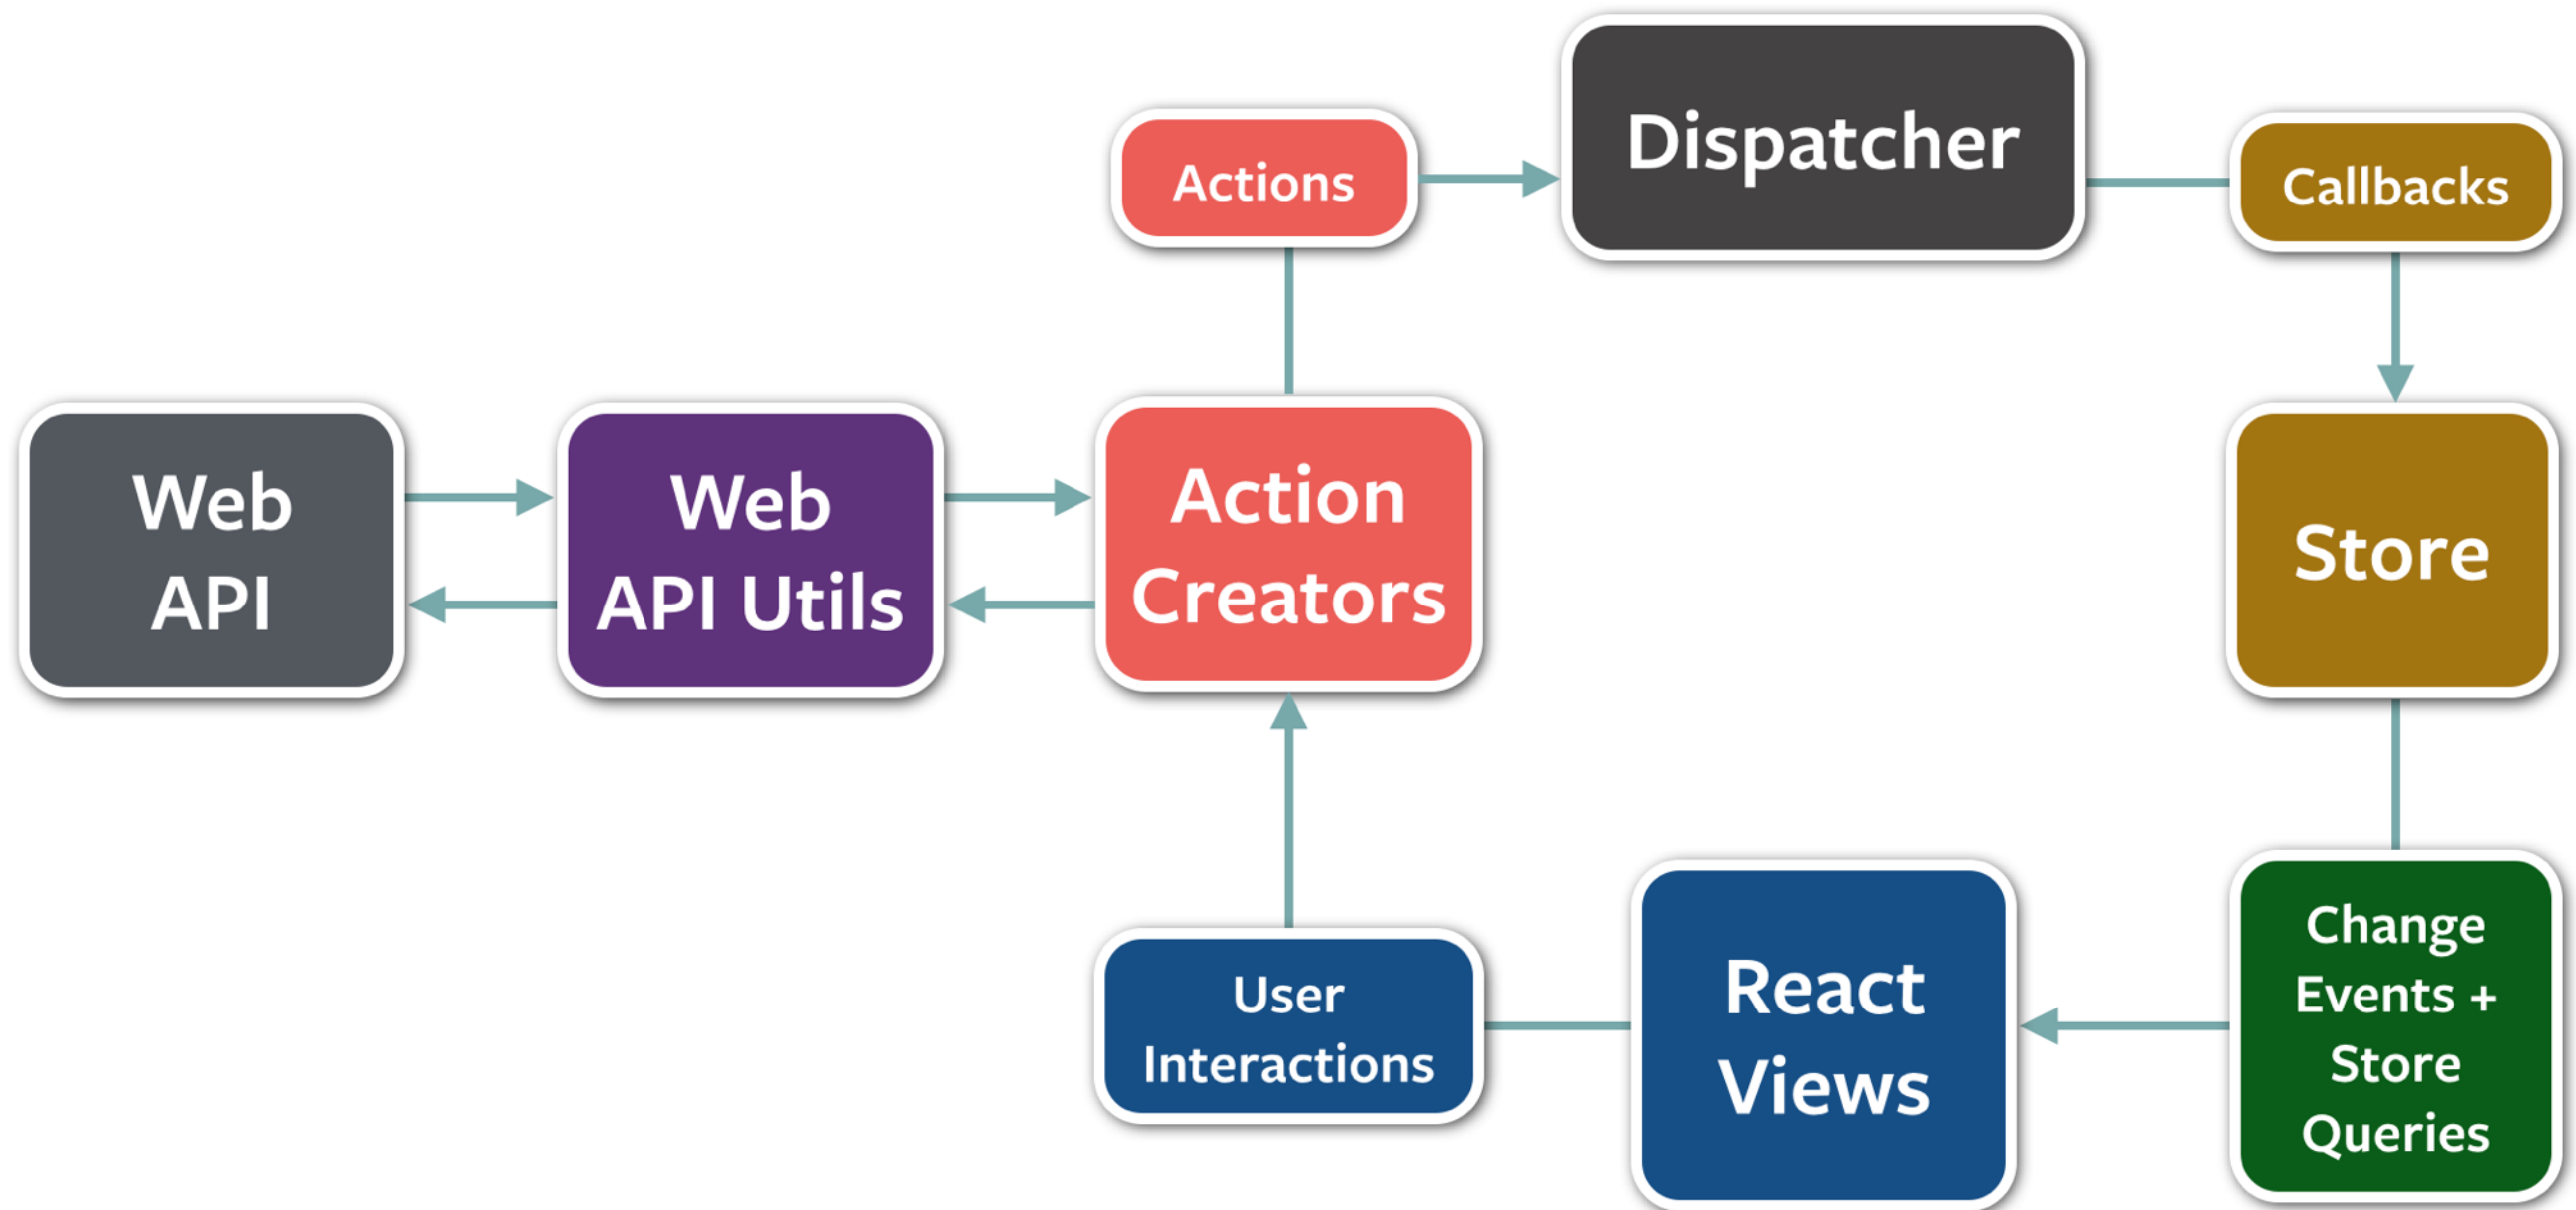 Dispatcher
Actions
Callbacks
Web
API
Web
API Utils
Action
Creators
Store
User
Interactions
React
Views
Change
Events +
Store
Queries